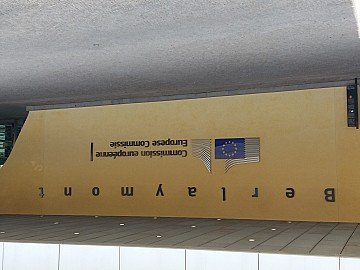 Berlaymont
Commission européenne
Europese Commissie